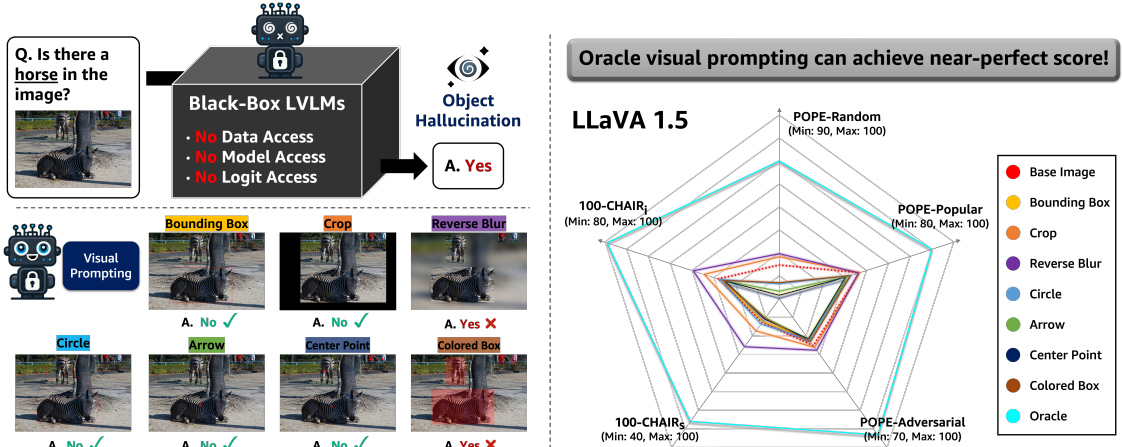 Q. Is there a
horse in the
image?
Black-Box LVLMs
· No Data Access
· No Model Access
· No Logit Access
Object
Hallucination
A. Yes
Visual
Prompting
Bounding Box
A. No ✓
Crop
A. No ✓
Reverse Blur
A. Yes ✗
Circle
A. No ✓
Arrow
A. No ✓
Center Point
A. No ✓
Colored Box
A. Yes ✗
Oracle visual prompting can achieve near-perfect score!
LLaVA 1.5
POPE-Random
(Min: 90, Max: 100)
100-CHAIRi
(Min: 80, Max: 100)
POPE-Popular
(Min: 80, Max: 100)
100-CHAIRs
(Min: 40, Max: 100)
POPE-Adversarial
(Min: 70, Max: 100)
Base Image
Bounding Box
Crop
Reverse Blur
Circle
Arrow
Center Point
Colored Box
Oracle